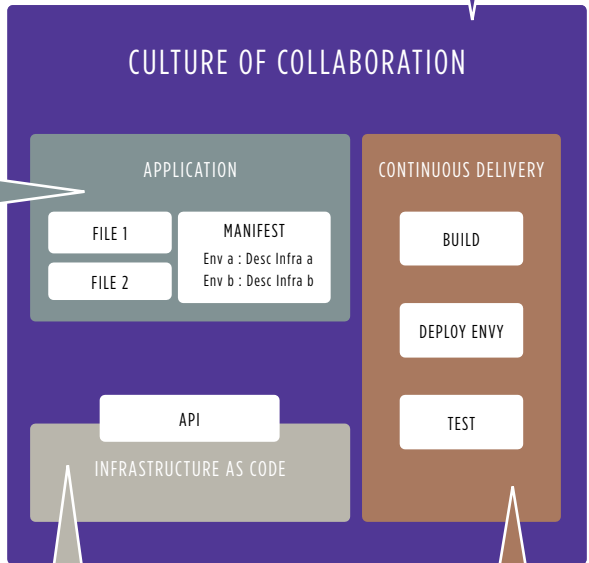 CULTURE OF COLLABORATION
APPLICATION
FILE 1
FILE 2
MANIFEST
Env a : Desc Infra a
Env b : Desc Infra b
CONTINUOUS DELIVERY
BUILD
DEPLOY ENVY
TEST
API
INFRASTRUCTURE AS CODE